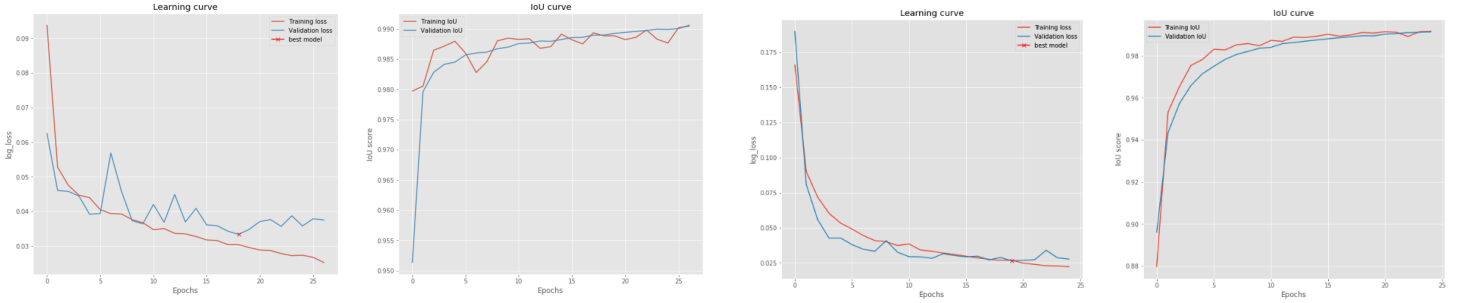 Learning curve
Training loss
Validation loss
best model
log_loss
0.09
0.08
0.07
0.06
0.05
0.04
0.03
0
5
10
15
20
25
Epochs
IoU curve
Training IoU
Validation IoU
IoU score
0.990
0.985
0.980
0.975
0.970
0.965
0.960
0.955
0.950
0
5
10
15
20
25
Epochs
Learning curve
Training loss
Validation loss
best model
log_loss
0.175
0.150
0.125
0.100
0.075
0.050
0.025
0
5
10
15
20
25
Epochs
IoU curve
Training IoU
Validation IoU
IoU score
0.98
0.96
0.94
0.92
0.90
0.88
0
5
10
15
20
25
Epochs